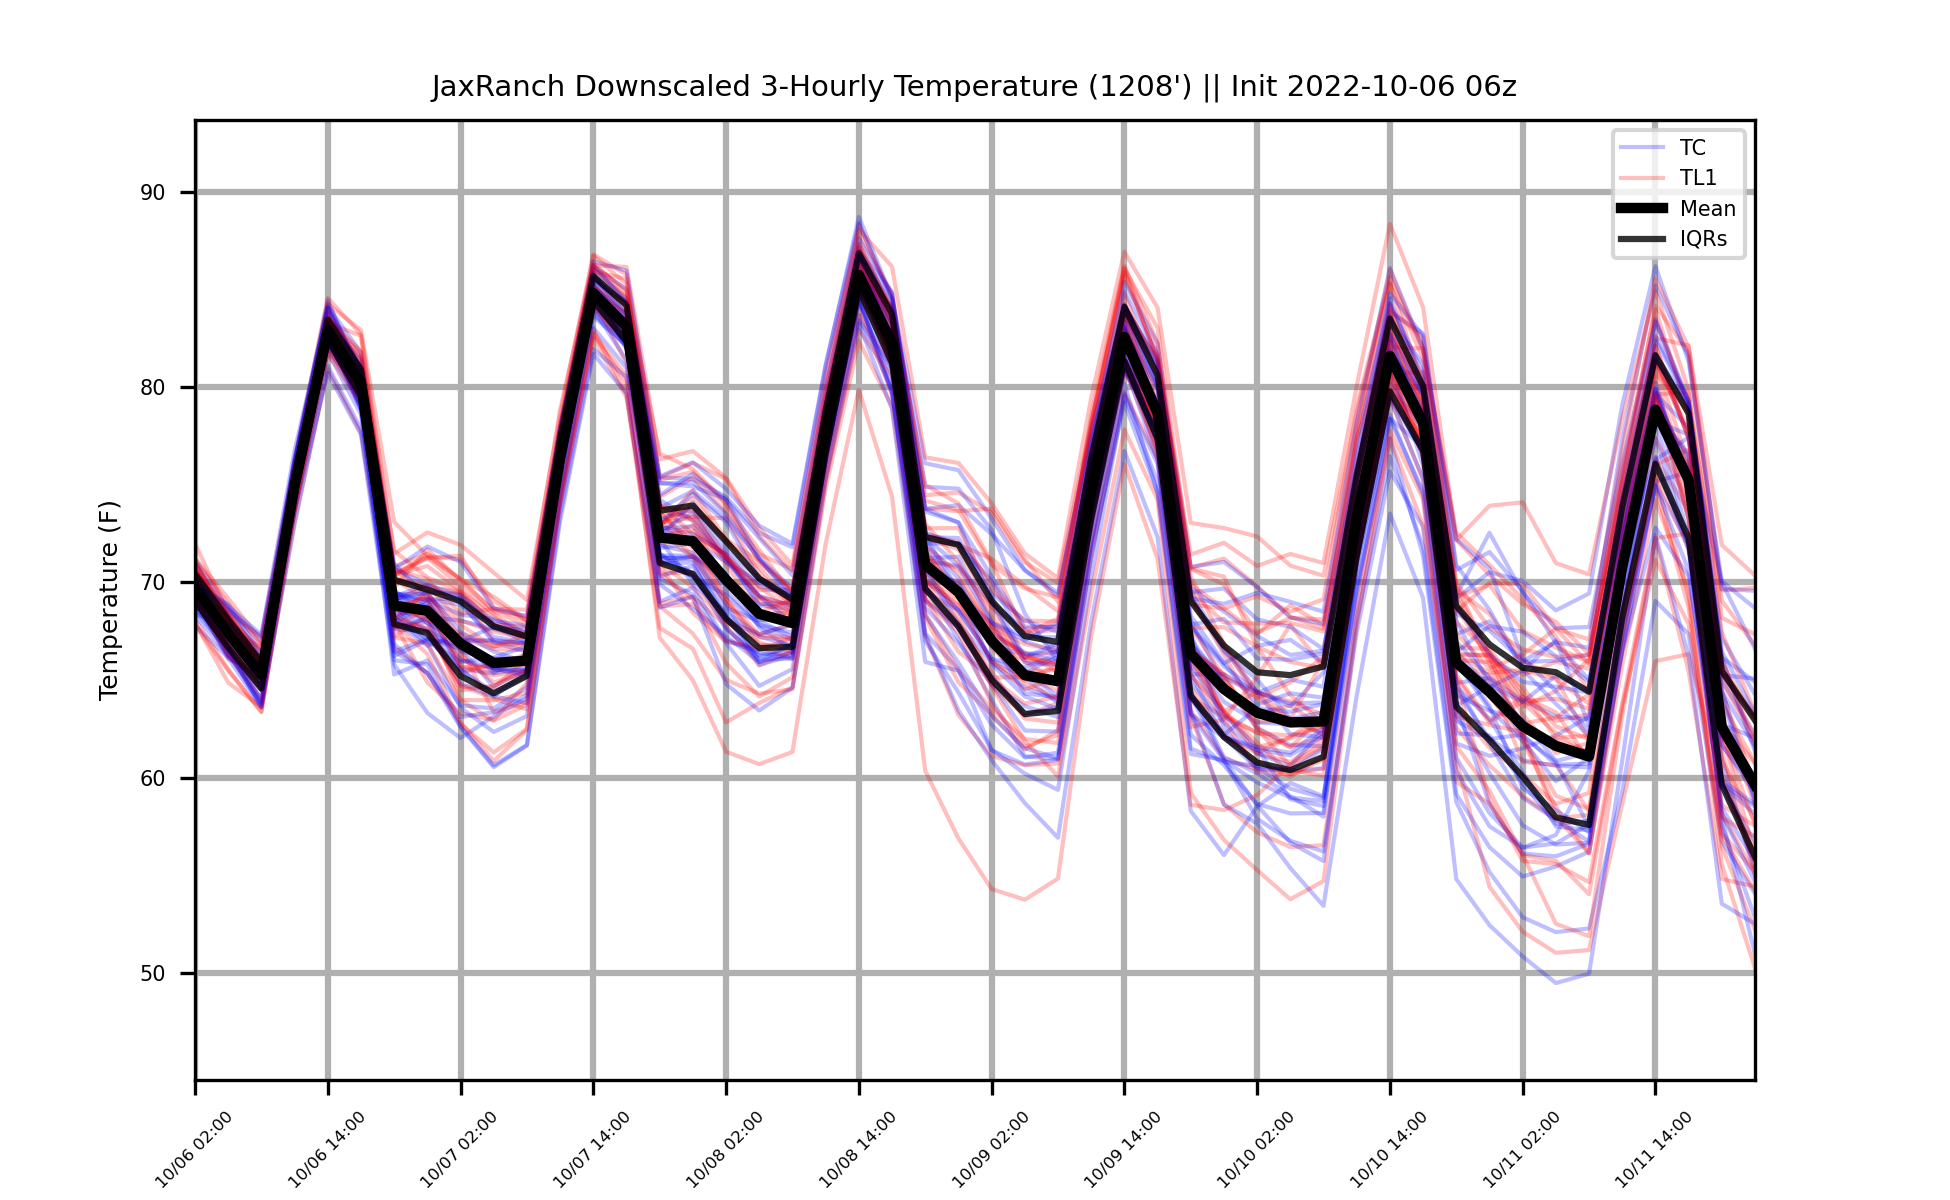 JaxRanch Downscaled 3-Hourly Temperature (1208') || Init 2022-10-06 06z
TC
TL1
Mean
IQRs
Temperature (F)
90
80
70
60
50
10/06 02:00
10/06 14:00
10/07 02:00
10/07 14:00
10/08 02:00
10/08 14:00
10/09 02:00
10/09 14:00
10/10 02:00
10/10 14:00
10/11 02:00
10/11 14:00